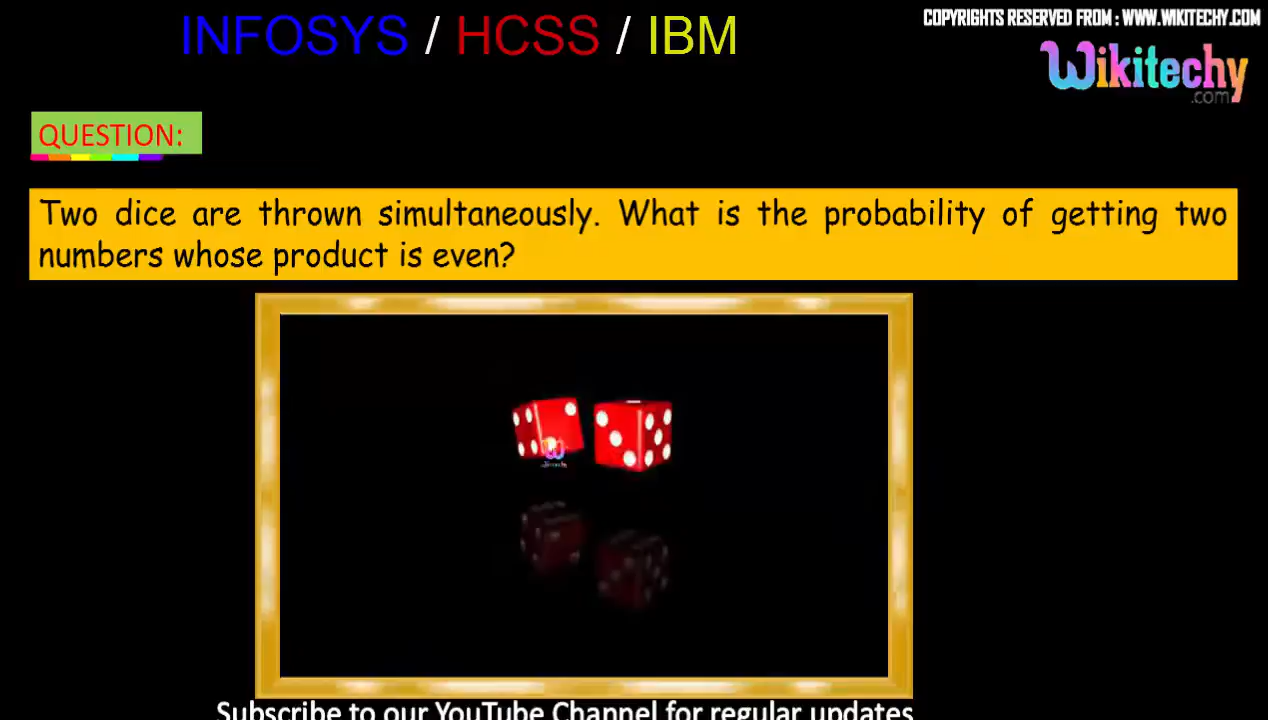 INFOSYS / HCSS / IBM
COPYRIGHTS RESERVED FROM : WWW.WIKITECHY.COM
Wikitechy
.com
QUESTION:
Two dice are thrown simultaneously. What is the probability of getting two
numbers whose product is even?
Subscribe to our YouTube Channel for regular updates